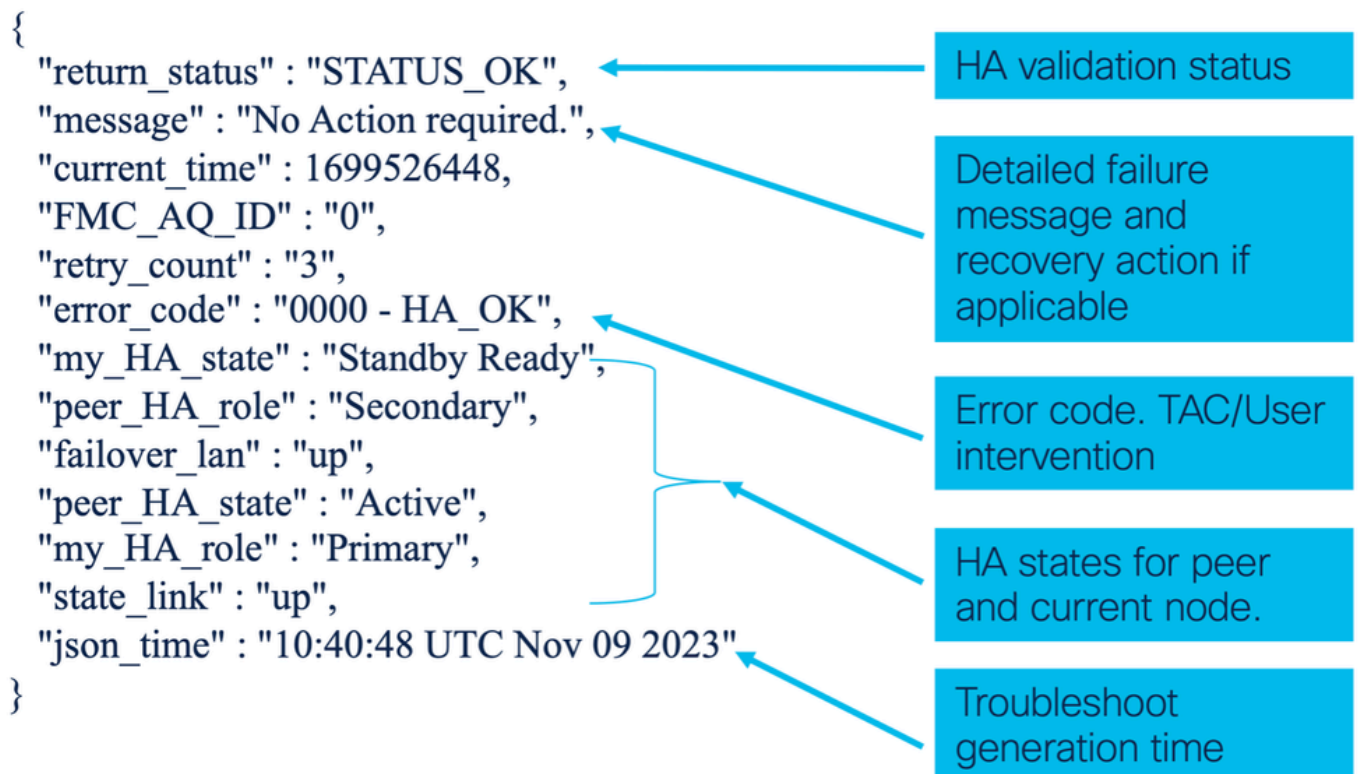 {
"return_status" : "STATUS_OK",
"message" : "No Action required.",
"current_time" : 1699526448,
"FMC_AQ_ID" : "0",
"retry_count" : "3",
"error_code" : "0000 - HA_OK",
"my_HA_state" : "Standby Ready",
"peer_HA_role" : "Secondary",
"failover_lan" : "up",
"peer_HA_state" : "Active",
"my_HA_role" : "Primary",
"state_link" : "up",
"json_time" : "10:40:48 UTC Nov 09 2023"
}
HA validation status
Detailed failure
message and
recovery action if
applicable
Error code. TAC/User
intervention
HA states for peer
and current node.
Troubleshoot
generation time